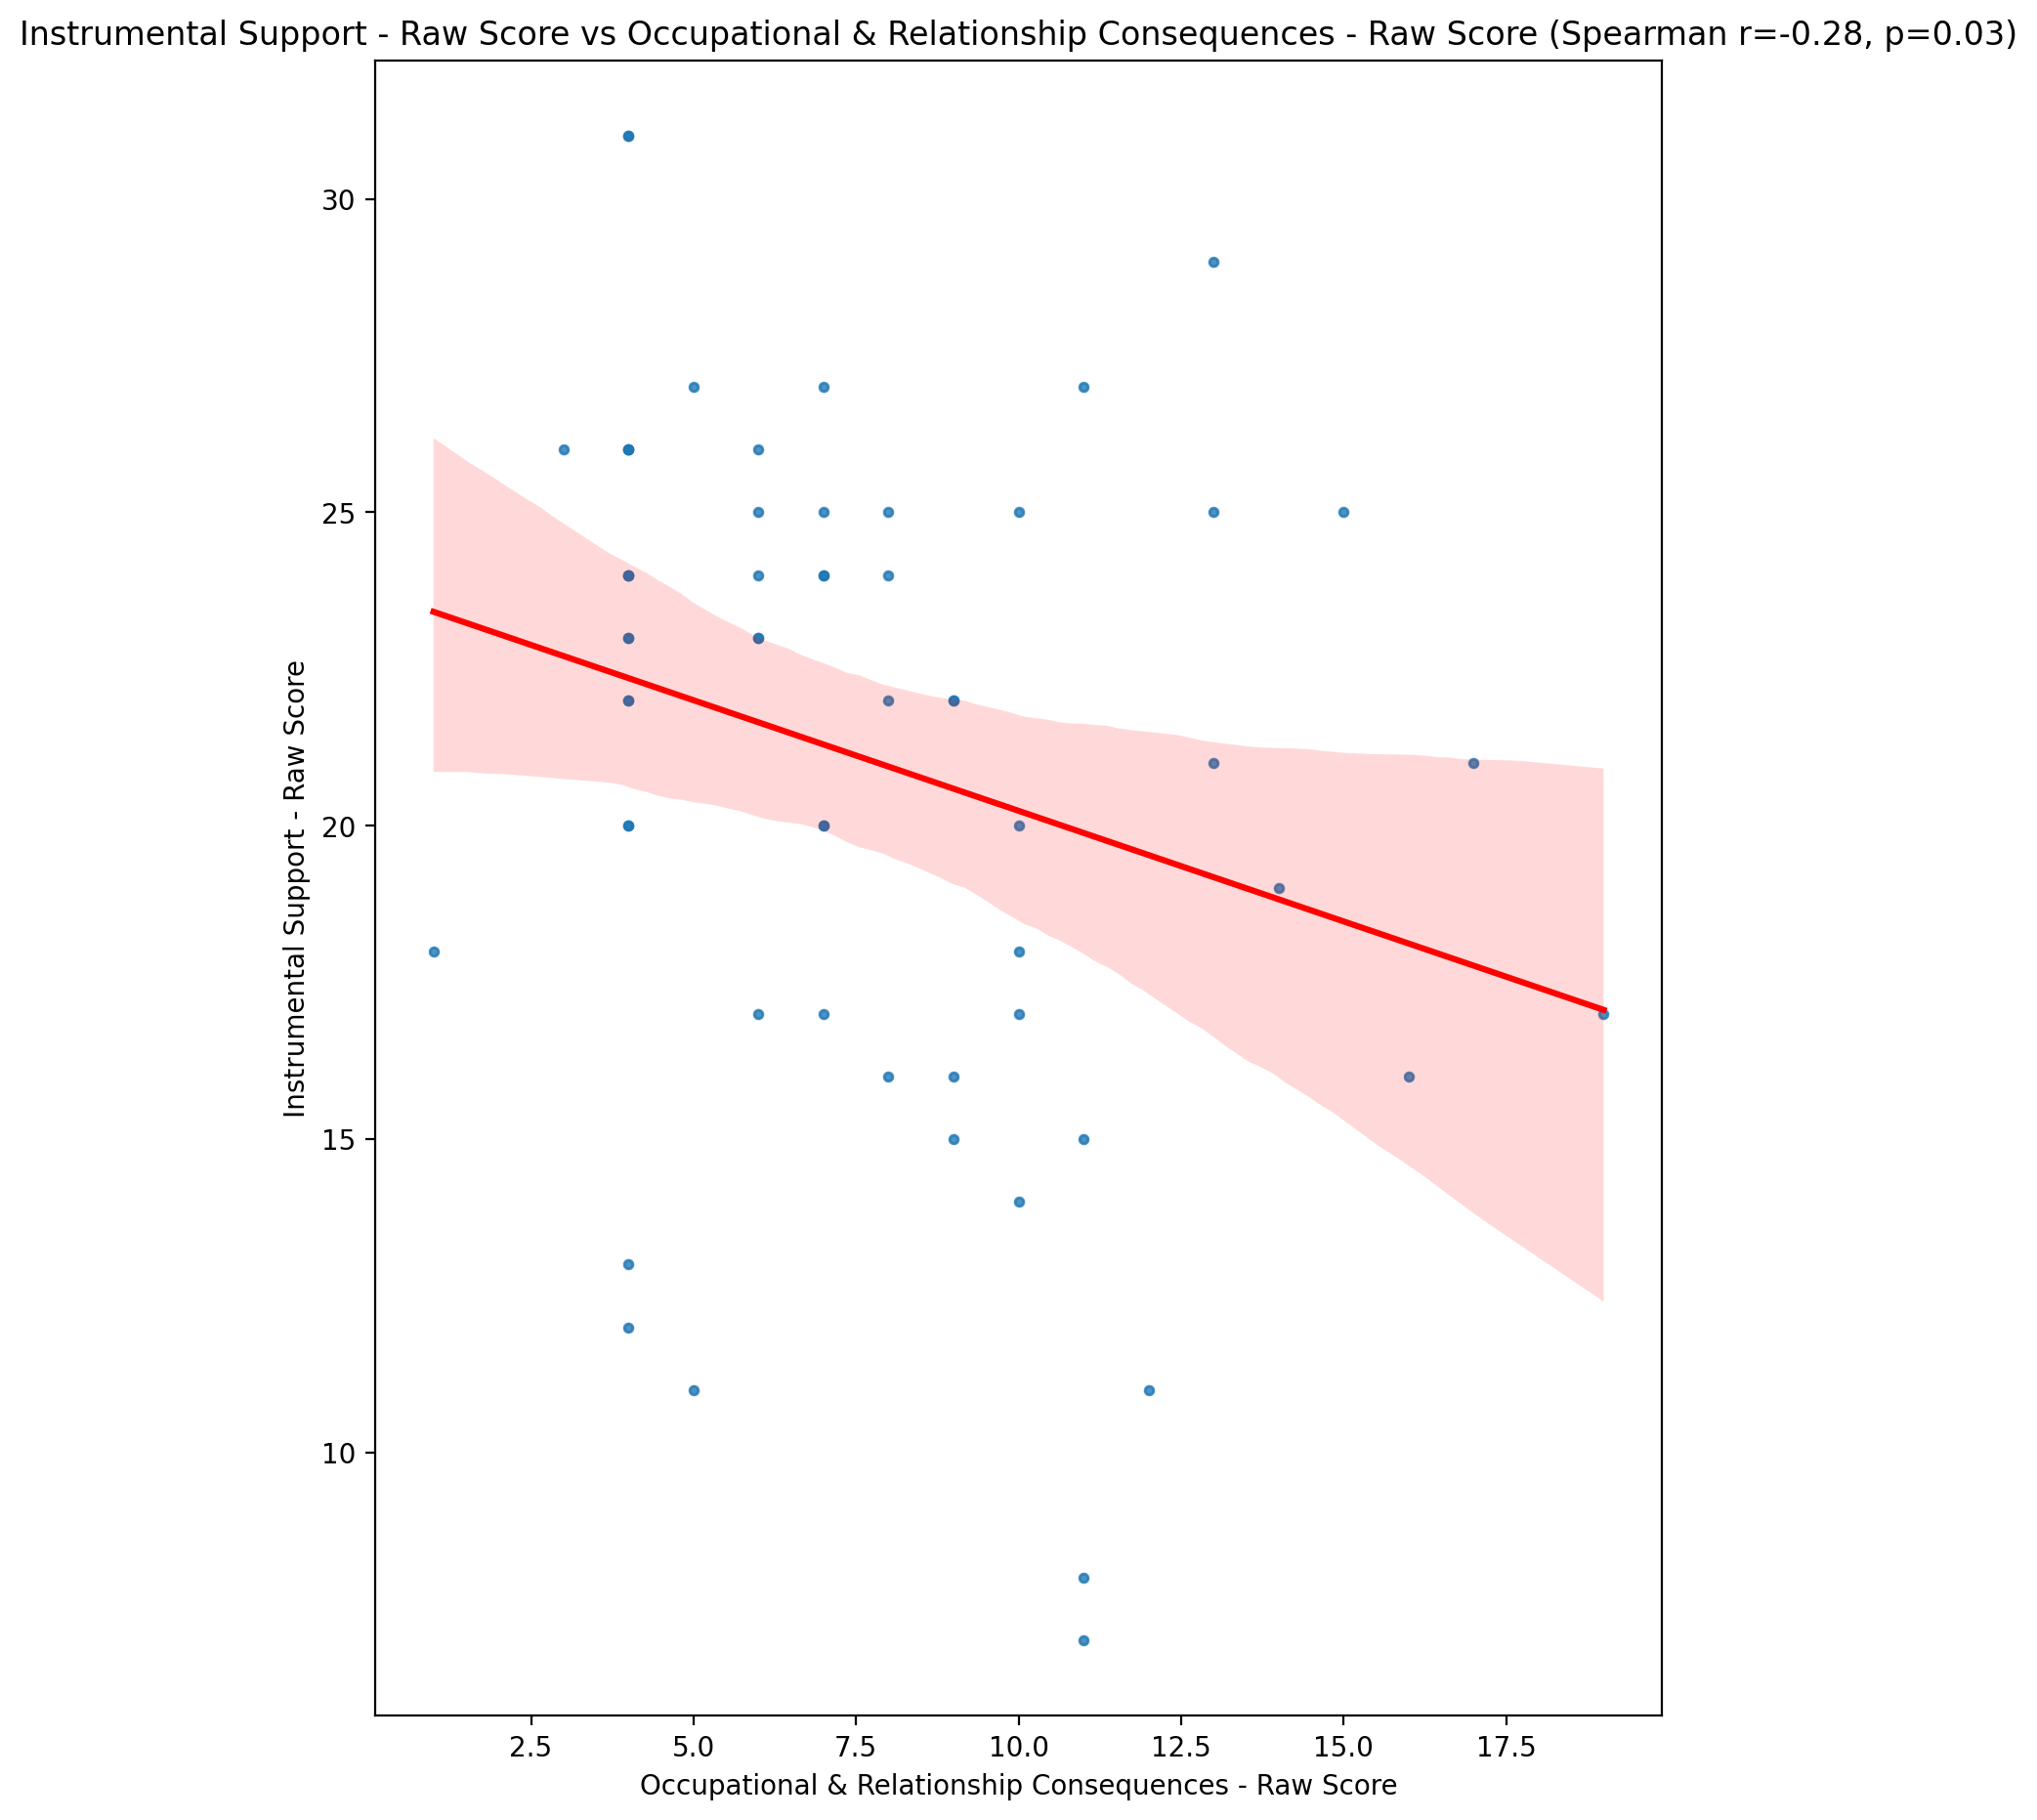 Instrumental Support - Raw Score vs Occupational & Relationship Consequences - Raw Score (Spearman r=-0.28, p=0.03)
Instrumental Support - Raw Score
30
25
20
15
10
2.5 5.0 7.5 10.0 12.5 15.0 17.5
Occupational & Relationship Consequences - Raw Score